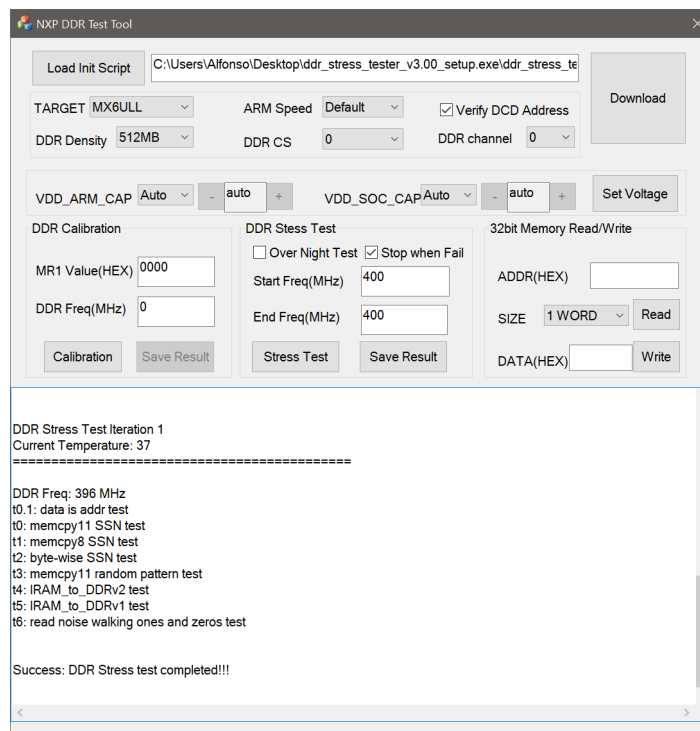 NXP DDR Test Tool
Load Init Script C:\Users\Alfonso\Desktop\ddr_stress_tester_v3.00_setup.exe\ddr_stress_te
Download
TARGET MX6ULL ARM Speed Default Verify DCD Address
DDR Density 512MB DDR CS 0 DDR channel 0
VDD_ARM_CAP Auto - auto + VDD_SOC_CAP Auto - auto + Set Voltage
DDR Calibration DDR Stess Test 32bit Memory Read/Write
Over Night Test Stop when Fail
MR1 Value(HEX) 0000 Start Freq(MHz) 400 ADDR(HEX)
DDR Freq(MHz) 0 End Freq(MHz) 400 SIZE 1 WORD Read
Calibration Save Result Stress Test Save Result DATA(HEX) Write
DDR Stress Test Iteration 1
Current Temperature: 37
============================================
DDR Freq: 396 MHz
t0.1: data is addr test
t0: memcpy11 SSN test
t1: memcpy8 SSN test
t2: byte-wise SSN test
t3: memcpy11 random pattern test
t4: IRAM_to_DDRv2 test
t5: IRAM_to_DDRv1 test
t6: read noise walking ones and zeros test
Success: DDR Stress test completed!!!